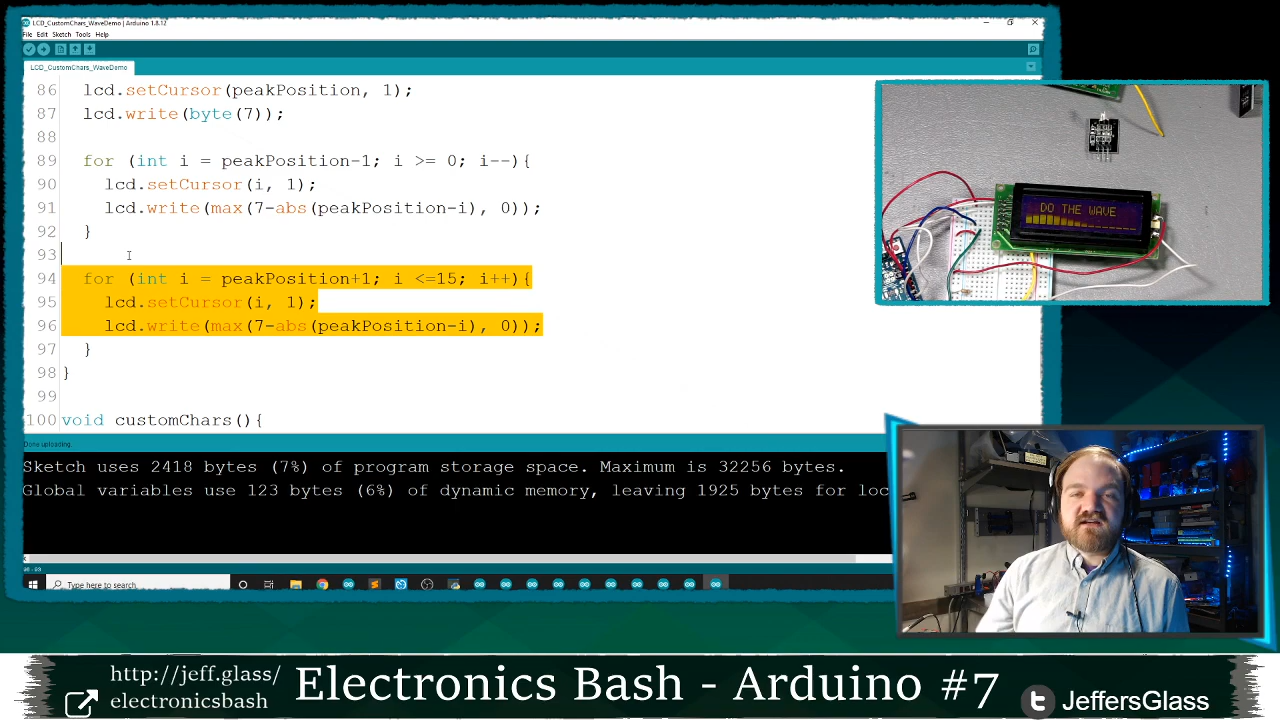 LCD_CustomChars_WaveDemo | Arduino 1.8.12
File Edit Sketch Tools Help
LCD_CustomChars_WaveDemo
86 lcd.setCursor(peakPosition, 1);
87 lcd.write(byte(7));
88
89 for (int i = peakPosition-1; i >= 0; i--){
90 lcd.setCursor(i, 1);
91 lcd.write(max(7-abs(peakPosition-i), 0));
92 }
93
94 for (int i = peakPosition+1; i <=15; i++){
95 lcd.setCursor(i, 1);
96 lcd.write(max(7-abs(peakPosition-i), 0));
97 }
98 }
99
100 void customChars(){
Done uploading.
Sketch uses 2418 bytes (7%) of program storage space. Maximum is 32256 bytes.
Global variables use 123 bytes (6%) of dynamic memory, leaving 1925 bytes for loc
Type here to search
DO THE WAVE
http://jeff.glass/
electronicsbash
Electronics Bash - Arduino #7
JeffersGlass